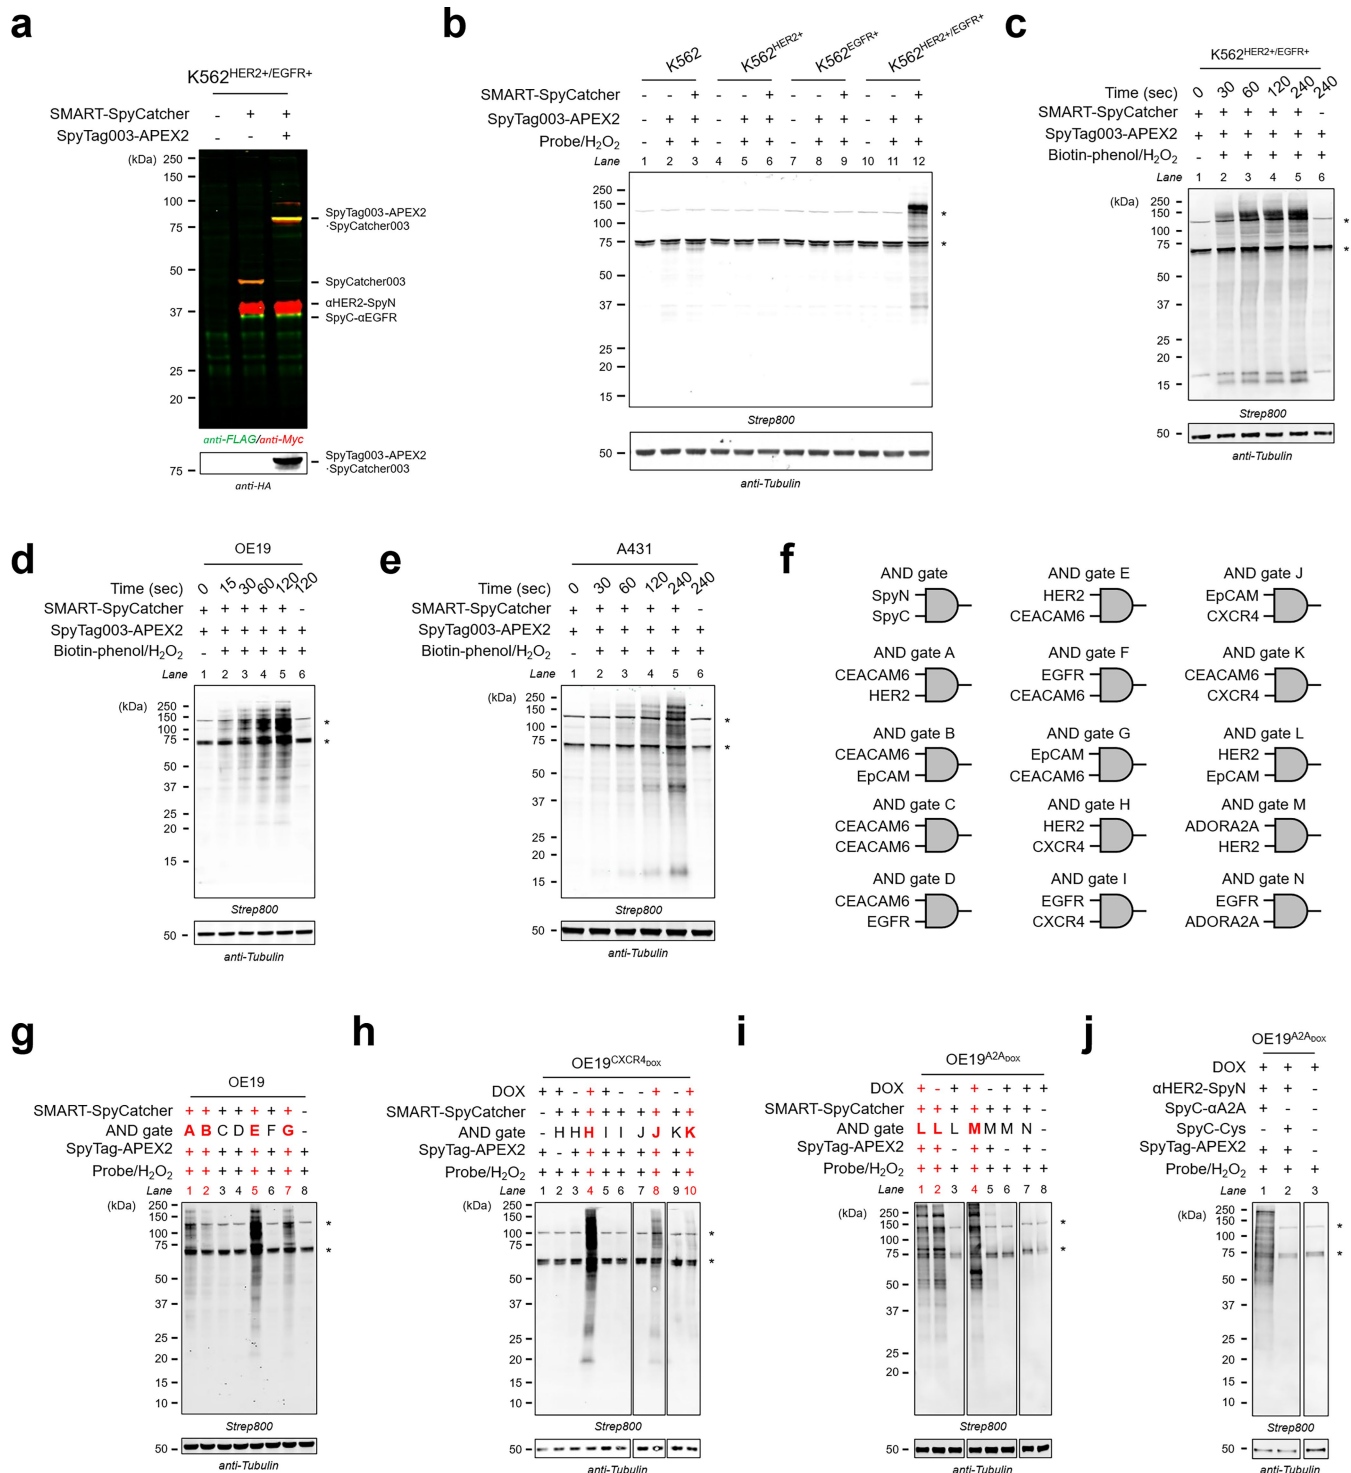 a
K562HER2+/EGFR+
SMART-SpyCatcher - + +
SpyTag003-APEX2 - - +
(kDa)
250
150
100
75
50
37
25
20
SpyTag003-APEX2
·SpyCatcher003
SpyCatcher003
αHER2-SpyN
SpyC-αEGFR
anti-FLAG/anti-Myc
75
SpyTag003-APEX2
·SpyCatcher003
anti-HA
b
K562 K562HER2+ K562EGFR+ K562HER2+/EGFR+
SMART-SpyCatcher - - + - - + - - + - - +
SpyTag003-APEX2 - + + - + + - + + - + +
Probe/H2O2 - + + - + + - + + - + +
Lane 1 2 3 4 5 6 7 8 9 10 11 12
250
150
100
75
50
37
25
20
15
*
*
Strep800
50
anti-Tubulin
c
K562HER2+/EGFR+
Time (sec) 0 30 60 120 240 240
SMART-SpyCatcher + + + + + -
SpyTag003-APEX2 + + + + + +
Biotin-phenol/H2O2 - + + + + +
Lane 1 2 3 4 5 6
(kDa)
250
150
100
75
50
37
25
20
15
*
*
Strep800
50
anti-Tubulin
d
OE19
Time (sec) 0 15 30 60 120 120
SMART-SpyCatcher + + + + + -
SpyTag003-APEX2 + + + + + +
Biotin-phenol/H2O2 - + + + + +
Lane 1 2 3 4 5 6
(kDa)
250
150
100
75
50
37
25
20
15
*
*
Strep800
50
anti-Tubulin
e
A431
Time (sec) 0 30 60 120 240 240
SMART-SpyCatcher + + + + + -
SpyTag003-APEX2 + + + + + +
Biotin-phenol/H2O2 - + + + + +
Lane 1 2 3 4 5 6
(kDa)
250
150
100
75
50
37
25
20
15
*
*
Strep800
50
anti-Tubulin
f
AND gate
SpyN
SpyC
AND gate A
CEACAM6
HER2
AND gate B
CEACAM6
EpCAM
AND gate C
CEACAM6
CEACAM6
AND gate D
CEACAM6
EGFR
AND gate E
HER2
CEACAM6
AND gate F
EGFR
CEACAM6
AND gate G
EpCAM
CEACAM6
AND gate H
HER2
CXCR4
AND gate I
EGFR
CXCR4
AND gate J
EpCAM
CXCR4
AND gate K
CEACAM6
CXCR4
AND gate L
HER2
EpCAM
AND gate M
ADORA2A
HER2
AND gate N
EGFR
ADORA2A
g
OE19
SMART-SpyCatcher + + + + + + + -
AND gate A B C D E F G -
SpyTag-APEX2 + + + + + + + +
Probe/H2O2 + + + + + + + +
Lane 1 2 3 4 5 6 7 8
(kDa)
250
150
100
75
50
37
25
20
15
10
*
*
Strep800
50
anti-Tubulin
h
OE19CXCR4DOX
DOX + + - + - + - + - +
SMART-SpyCatcher - + + + + + + + + +
AND gate - H H H I I J J K K
SpyTag-APEX2 + - + + + + + + + +
Probe/H2O2 + + + + + + + + + +
Lane 1 2 3 4 5 6 7 8 9 10
(kDa)
250
150
100
75
50
37
25
20
15
10
*
*
Strep800
50
anti-Tubulin
i
OE19A2ADOX
DOX + - + + - + + +
SMART-SpyCatcher + + + + + + + -
AND gate L L L M M M N -
SpyTag-APEX2 + + - + + - + +
Probe/H2O2 + + + + + + + +
Lane 1 2 3 4 5 6 7 8
(kDa)
250
150
100
75
50
37
25
20
*
*
Strep800
50
anti-Tubulin
j
OE19A2ADOX
DOX + + +
αHER2-SpyN + + -
SpyC-αA2A + - -
SpyC-Cys - + -
SpyTag-APEX2 + + -
Probe/H2O2 + + +
Lane 1 2 3
(kDa)
250
150
100
75
50
37
25
20
15
10
*
*
Strep800
50
anti-Tubulin